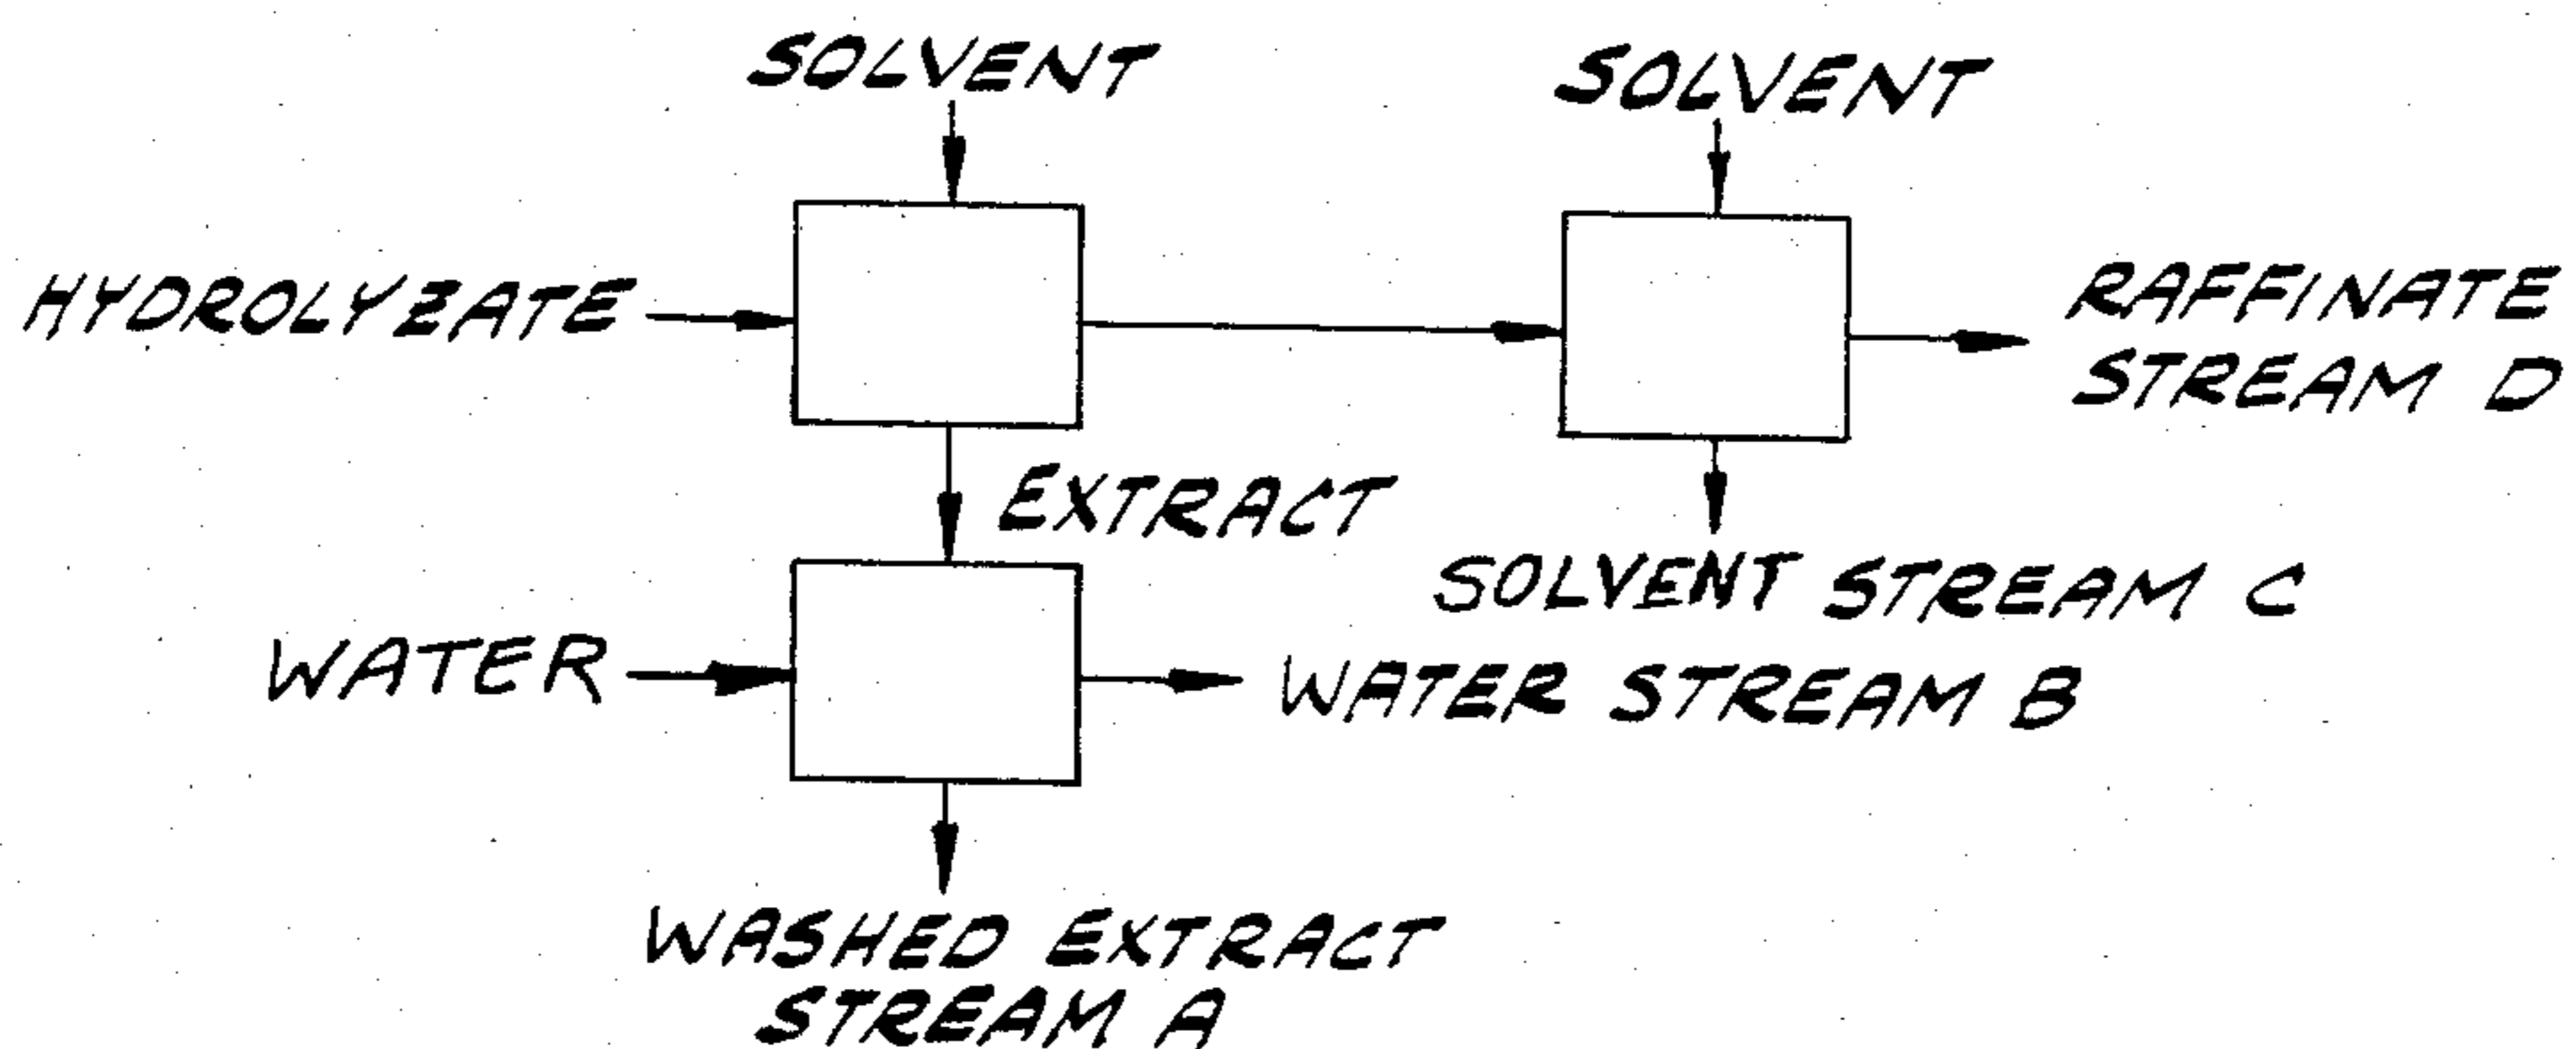 SOLVENT
SOLVENT
HYDROLYZATE
RAFFINATE
STREAM D
EXTRACT
SOLVENT STREAM C
WATER
WATER STREAM B
WASHED EXTRACT
STREAM A